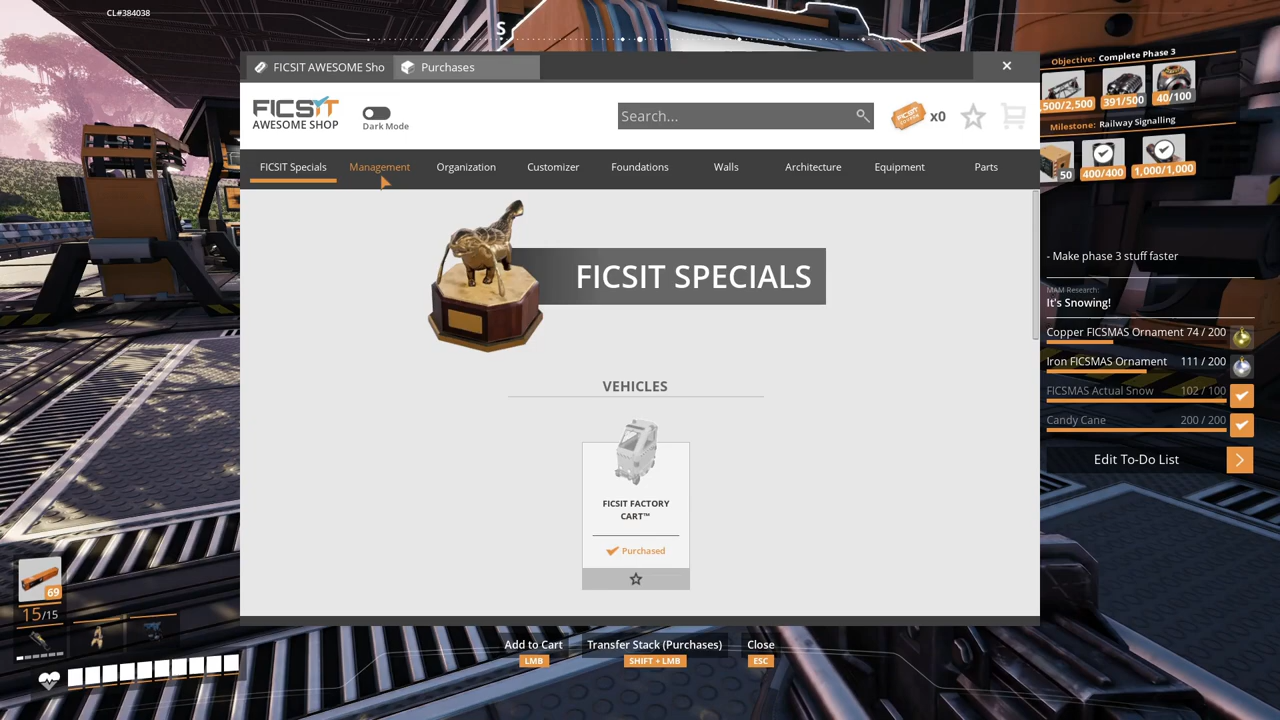 CL#384038
S
FICSIT AWESOME Sho
Purchases
FICSIT
AWESOME SHOP
Dark Mode
Search...
x0
FICSIT Specials
Management
Organization
Customizer
Foundations
Walls
Architecture
Equipment
Parts
FICSIT SPECIALS
VEHICLES
FICSIT FACTORY
CART™
Purchased
Objective: Complete Phase 3
,500/2,500
391/500
40/100
Milestone: Railway Signalling
50
400/400
1,000/1,000
- Make phase 3 stuff faster
MAM Research:
It's Snowing!
Copper FICSMAS Ornament 74 / 200
Iron FICSMAS Ornament 111 / 200
FICSMAS Actual Snow 102 / 100
Candy Cane 200 / 200
Edit To-Do List
69
15/15
Add to Cart
LMB
Transfer Stack (Purchases)
SHIFT + LMB
Close
ESC